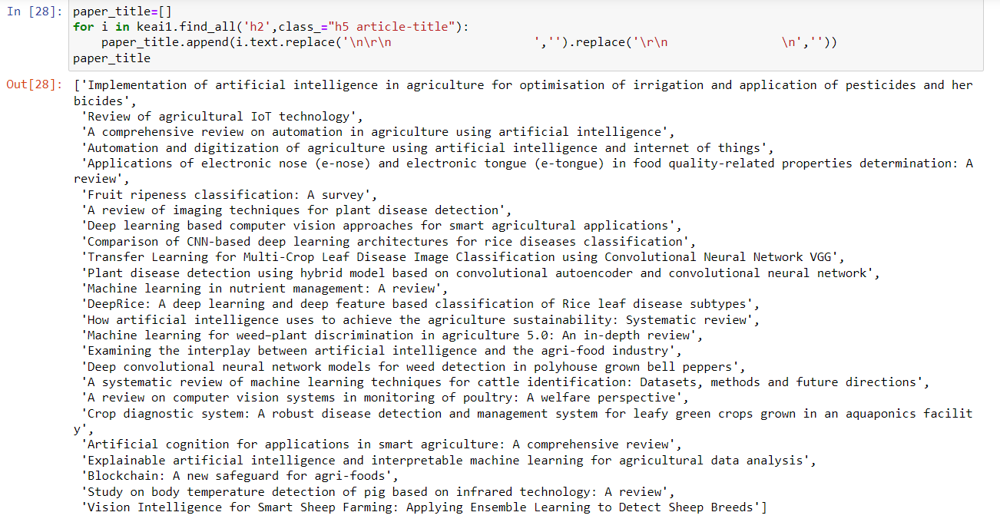 In [28]: paper_title=[]
for i in keai1.find_all('h2',class_="h5 article-title"):
    paper_title.append(i.text.replace('\n\r\n                    ','').replace('\r\n                \n',''))
paper_title
Out[28]: ['Implementation of artificial intelligence in agriculture for optimisation of irrigation and application of pesticides and her
bicides',
 'Review of agricultural IoT technology',
 'A comprehensive review on automation in agriculture using artificial intelligence',
 'Automation and digitization of agriculture using artificial intelligence and internet of things',
 'Applications of electronic nose (e-nose) and electronic tongue (e-tongue) in food quality-related properties determination: A
review',
 'Fruit ripeness classification: A survey',
 'A review of imaging techniques for plant disease detection',
 'Deep learning based computer vision approaches for smart agricultural applications',
 'Comparison of CNN-based deep learning architectures for rice diseases classification',
 'Transfer Learning for Multi-Crop Leaf Disease Image Classification using Convolutional Neural Network VGG',
 'Plant disease detection using hybrid model based on convolutional autoencoder and convolutional neural network',
 'Machine learning in nutrient management: A review',
 'DeepRice: A deep learning and deep feature based classification of Rice leaf disease subtypes',
 'How artificial intelligence uses to achieve the agriculture sustainability: Systematic review',
 'Machine learning for weed–plant discrimination in agriculture 5.0: An in-depth review',
 'Examining the interplay between artificial intelligence and the agri-food industry',
 'Deep convolutional neural network models for weed detection in polyhouse grown bell peppers',
 'A systematic review of machine learning techniques for cattle identification: Datasets, methods and future directions',
 'A review on computer vision systems in monitoring of poultry: A welfare perspective',
 'Crop diagnostic system: A robust disease detection and management system for leafy green crops grown in an aquaponics facilit
y',
 'Artificial cognition for applications in smart agriculture: A comprehensive review',
 'Explainable artificial intelligence and interpretable machine learning for agricultural data analysis',
 'Blockchain: A new safeguard for agri-foods',
 'Study on body temperature detection of pig based on infrared technology: A review',
 'Vision Intelligence for Smart Sheep Farming: Applying Ensemble Learning to Detect Sheep Breeds']